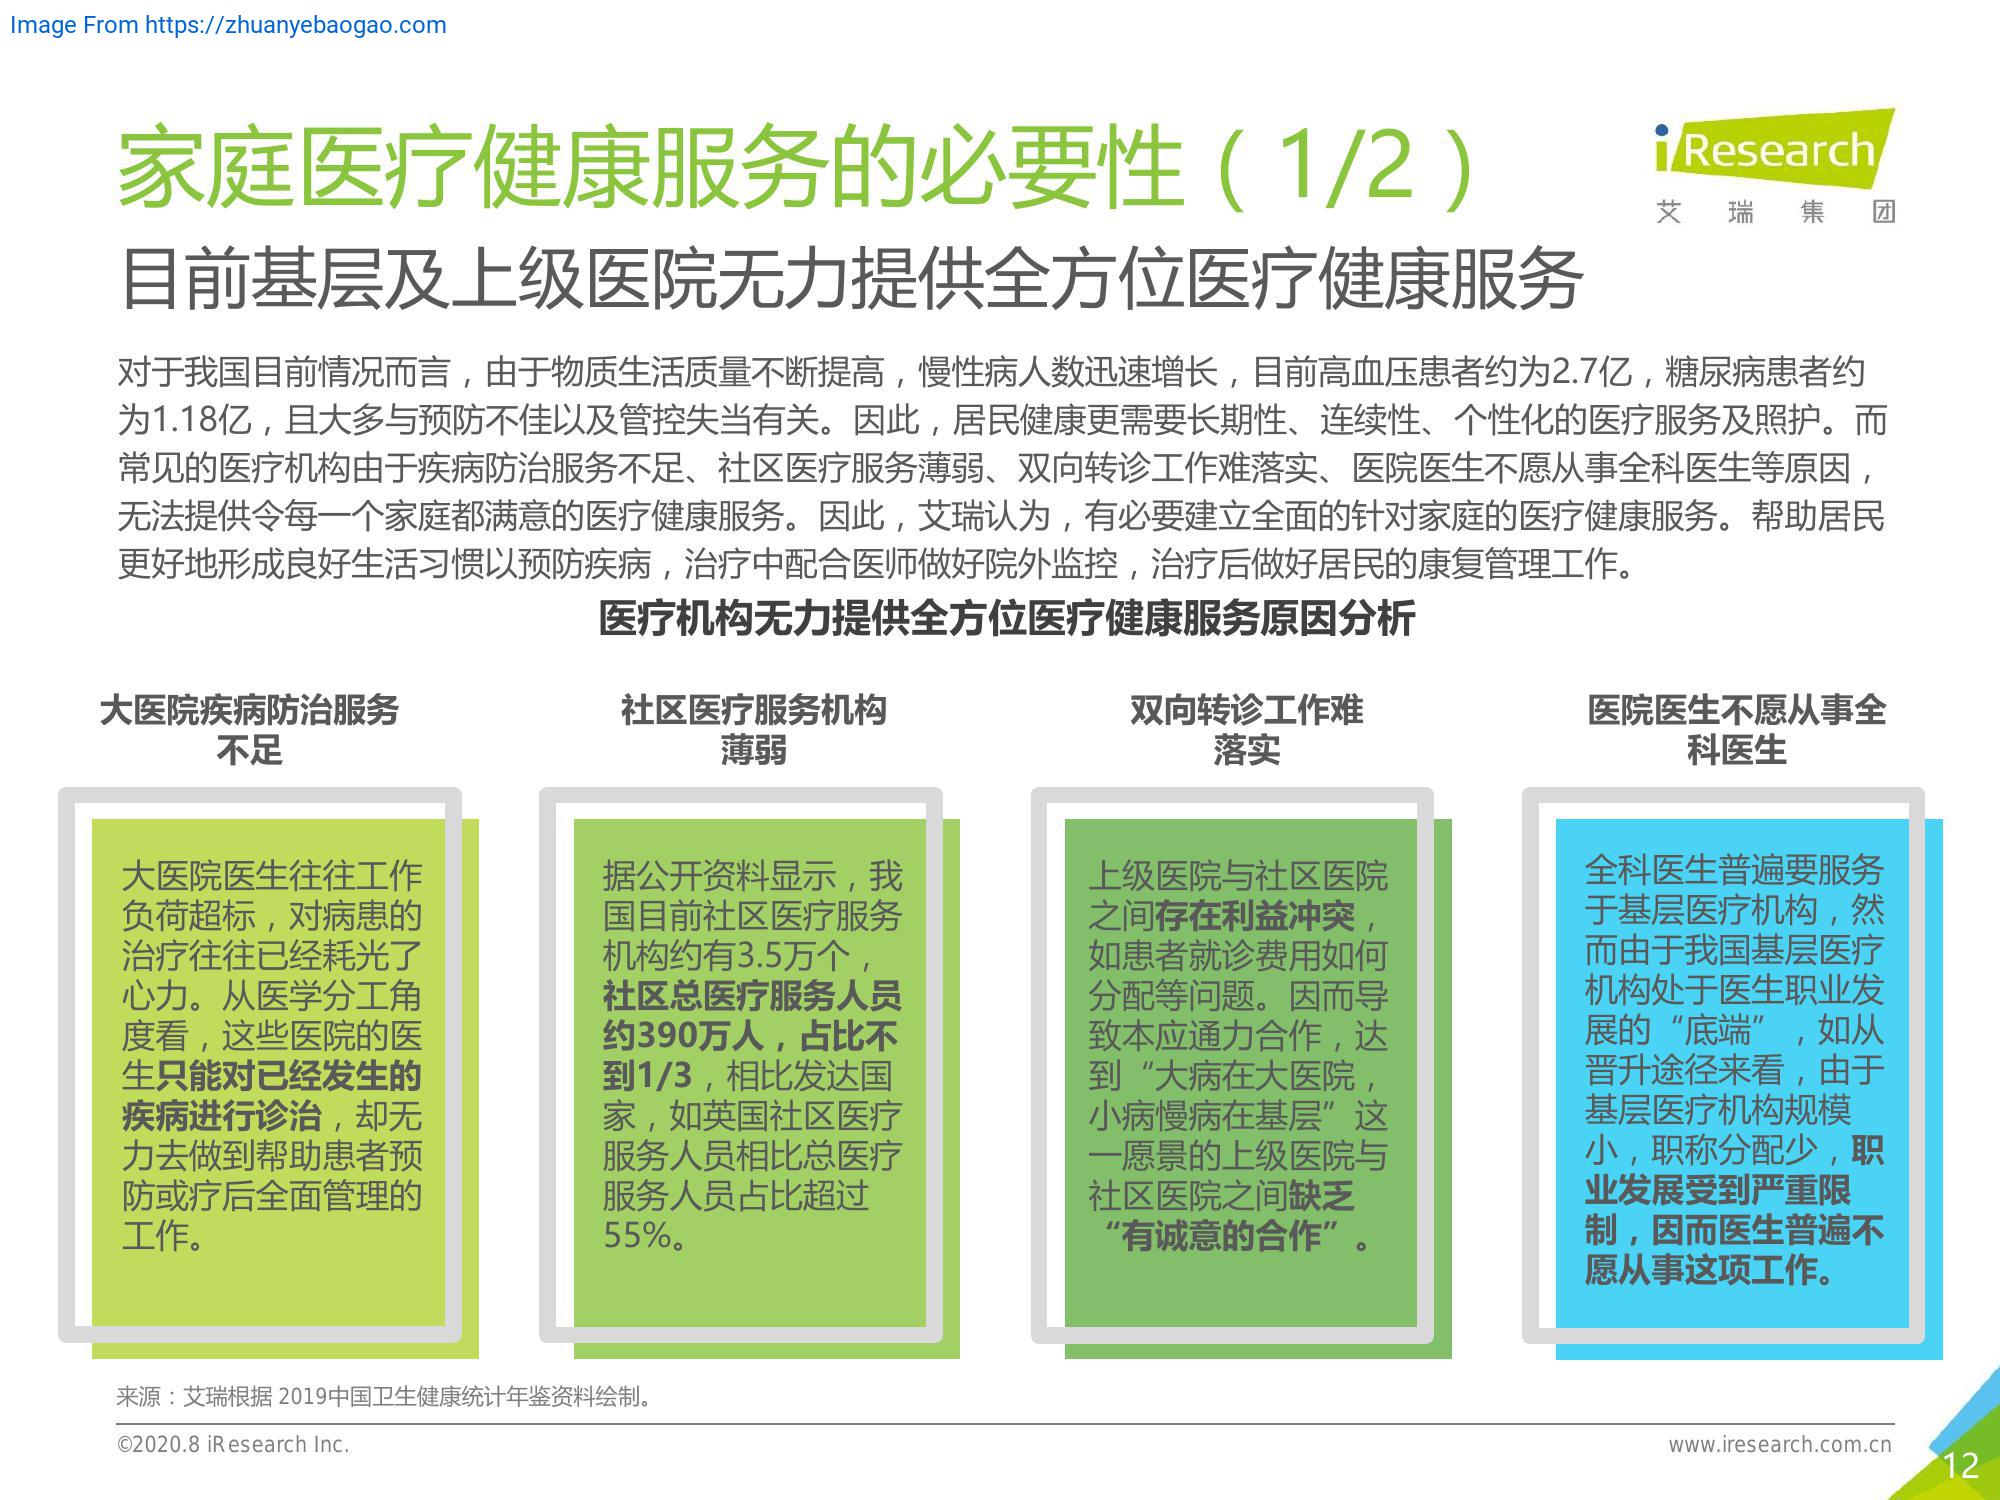 Image From https://zhuanyebaogao.com
家庭医疗健康服务的必要性（1/2）
iResearch
艾瑞集团
目前基层及上级医院无力提供全方位医疗健康服务
对于我国目前情况而言，由于物质生活质量不断提高，慢性病人数迅速增长，目前高血压患者约为2.7亿，糖尿病患者约
为1.18亿，且大多与预防不佳以及管控失当有关。因此，居民健康更需要长期性、连续性、个性化的医疗服务及照护。而
常见的医疗机构由于疾病防治服务不足、社区医疗服务薄弱、双向转诊工作难落实、医院医生不愿从事全科医生等原因，
无法提供令每一个家庭都满意的医疗健康服务。因此，艾瑞认为，有必要建立全面的针对家庭的医疗健康服务。帮助居民
更好地形成良好生活习惯以预防疾病，治疗中配合医师做好院外监控，治疗后做好居民的康复管理工作。
医疗机构无力提供全方位医疗健康服务原因分析
大医院疾病防治服务
不足
大医院医生往往工作
负荷超标，对病患的
治疗往往已经耗光了
心力。从医学分工角
度看，这些医院的医
生只能对已经发生的
疾病进行诊治，却无
力去做到帮助患者预
防或疗后全面管理的
工作。
社区医疗服务机构
薄弱
据公开资料显示，我
国目前社区医疗服务
机构约有3.5万个，
社区总医疗服务人员
约390万人，占比不
到1/3，相比发达国
家，如英国社区医疗
服务人员相比总医疗
服务人员占比超过
55%。
双向转诊工作难
落实
上级医院与社区医院
之间存在利益冲突，
如患者就诊费用如何
分配等问题。因而导
致本应通力合作，达
到“大病在大医院，
小病慢病在基层”这
一愿景的上级医院与
社区医院之间缺乏
“有诚意的合作”。
医院医生不愿从事全
科医生
全科医生普遍要服务
于基层医疗机构，然
而由于我国基层医疗
机构处于医生职业发
展的“底端”，如从
晋升途径来看，由于
基层医疗机构规模
小，职称分配少，职
业发展受到严重限
制，因而医生普遍不
愿从事这项工作。
来源：艾瑞根据 2019中国卫生健康统计年鉴资料绘制。
©2020.8 iResearch Inc.
www.iresearch.com.cn
12